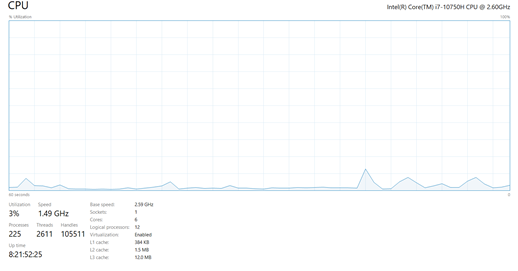 CPU
Intel(R) Core(TM) i7-10750H CPU @ 2.60GHz
% Utilization
100%
60 seconds
0
Utilization
3%
Speed
1.49 GHz
Processes
225
Threads
2611
Handles
105511
Up time
8:21:52:25
Base speed: 2.59 GHz
Sockets: 1
Cores: 6
Logical processors: 12
Virtualization: Enabled
L1 cache: 384 KB
L2 cache: 1.5 MB
L3 cache: 12.0 MB